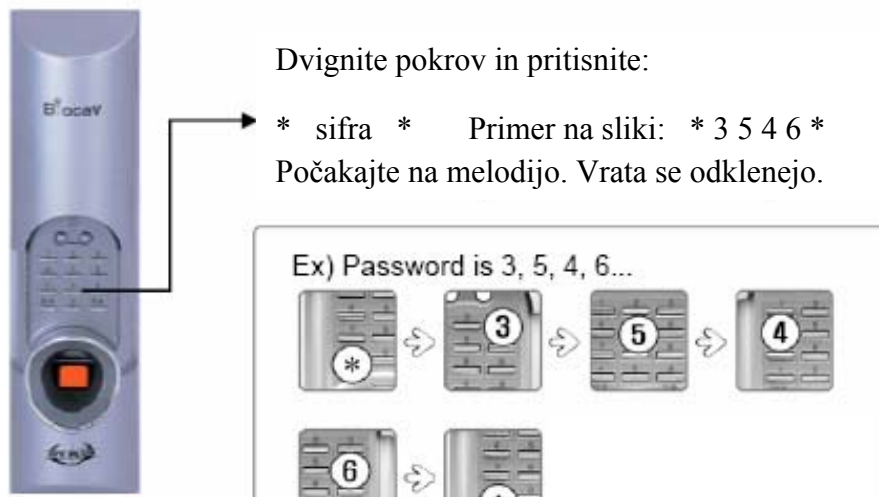 Dvignite pokrov in pritisnite:
* sifra * Primer na sliki: * 3 5 4 6 *
Počakajte na melodijo. Vrata se odklenejo.
Ex) Password is 3, 5, 4, 6...
* 3 5 4
6